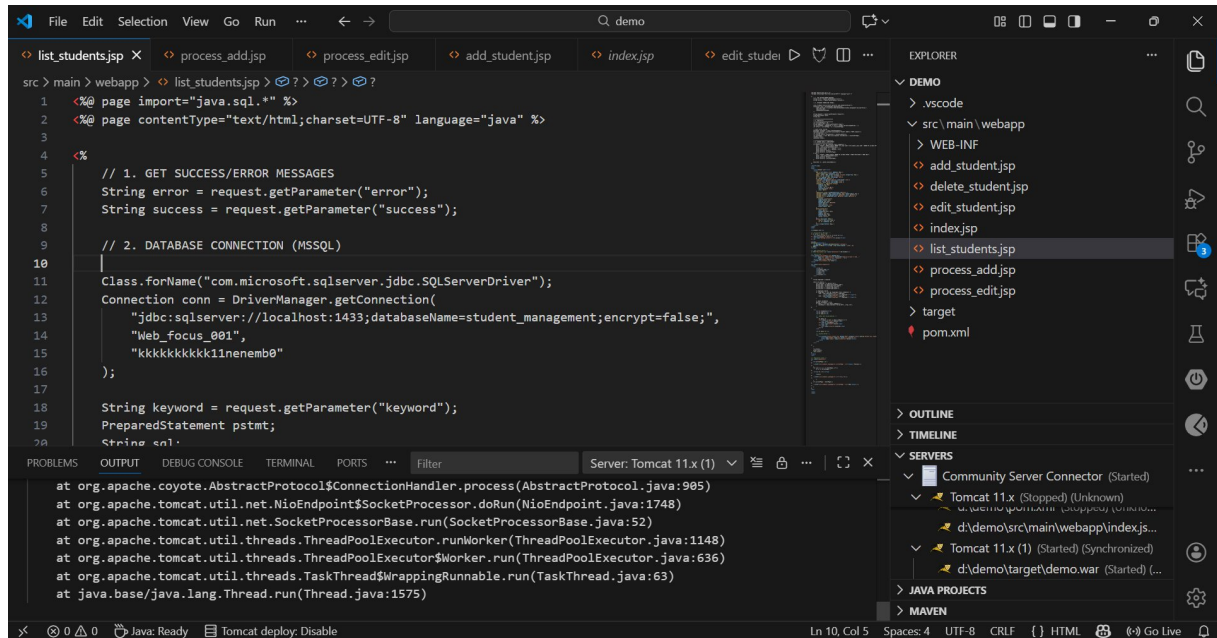 File Edit Selection View Go Run ··· ← → demo
list_students.jsp process_add.jsp process_edit.jsp add_student.jsp index.jsp edit_studer ···
src > main > webapp > list_students.jsp > ? > ? > ?
1 <%@ page import="java.sql.*" %>
2 <%@ page contentType="text/html;charset=UTF-8" language="java" %>
3
4 <%
5 // 1. GET SUCCESS/ERROR MESSAGES
6 String error = request.getParameter("error");
7 String success = request.getParameter("success");
8
9 // 2. DATABASE CONNECTION (MSSQL)
10
11 Class.forName("com.microsoft.sqlserver.jdbc.SQLServerDriver");
12 Connection conn = DriverManager.getConnection(
13 "jdbc:sqlserver://localhost:1433;databaseName=student_management;encrypt=false;",
14 "Web_focus_001",
15 "kkkkkkkkkk11nenemb0"
16 );
17
18 String keyword = request.getParameter("keyword");
19 PreparedStatement pstmt;
20 String sql;
PROBLEMS OUTPUT DEBUG CONSOLE TERMINAL PORTS ··· Filter Server: Tomcat 11.x (1) ···
at org.apache.coyote.AbstractProtocol$ConnectionHandler.process(AbstractProtocol.java:905)
at org.apache.tomcat.util.net.NioEndpoint$SocketProcessor.doRun(NioEndpoint.java:1748)
at org.apache.tomcat.util.net.SocketProcessorBase.run(SocketProcessorBase.java:52)
at org.apache.tomcat.util.threads.ThreadPoolExecutor.runWorker(ThreadPoolExecutor.java:1148)
at org.apache.tomcat.util.threads.ThreadPoolExecutor$Worker.run(ThreadPoolExecutor.java:636)
at org.apache.tomcat.util.threads.TaskThread$WrappingRunnable.run(TaskThread.java:63)
at java.base/java.lang.Thread.run(Thread.java:1575)
EXPLORER ···
DEMO
> .vscode
src\main\webapp
> WEB-INF
add_student.jsp
delete_student.jsp
edit_student.jsp
index.jsp
list_students.jsp
process_add.jsp
process_edit.jsp
> target
pom.xml
> OUTLINE
> TIMELINE
SERVERS
Community Server Connector (Started)
Tomcat 11.x (Stopped) (Unknown)
d:\demo\pom.xml (Stopped) (Unkno...
d:\demo\src\main\webapp\index.js...
Tomcat 11.x (1) (Started) (Synchronized)
d:\demo\target\demo.war (Started) (...
> JAVA PROJECTS
> MAVEN
3
0 0 Java: Ready Tomcat deploy: Disable Ln 10, Col 5 Spaces: 4 UTF-8 CRLF { } HTML Go Live